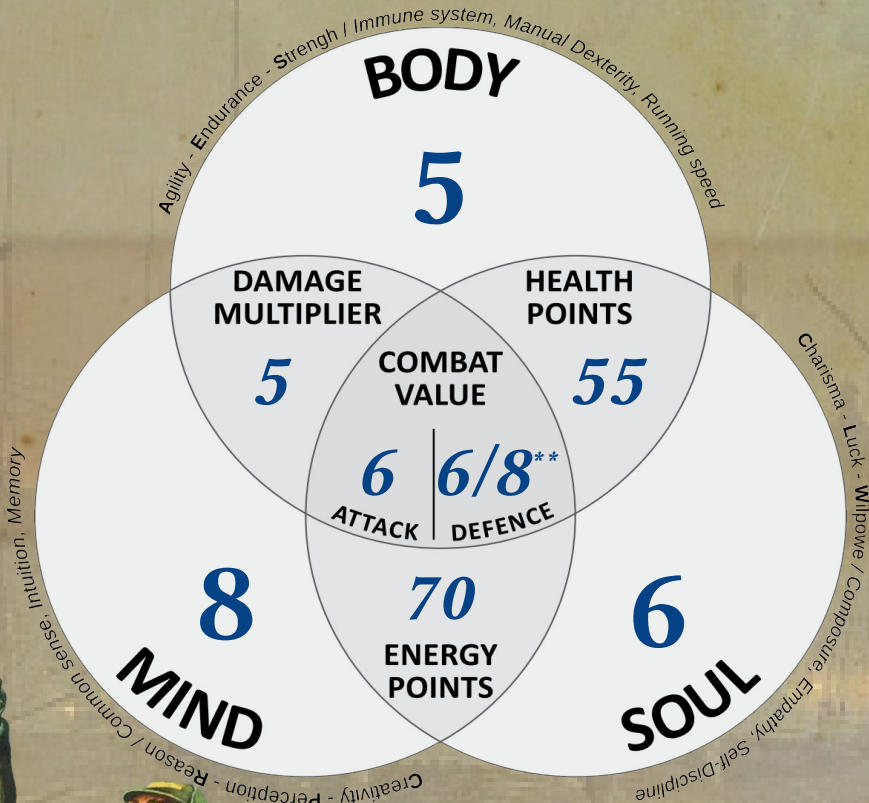 Agility - Endurance - Strengh / Immune system, Manual Dexterity, Running speed
BODY
5
DAMAGE
MULTIPLIER
5
HEALTH
POINTS
55
COMBAT
VALUE
6
6/8**
ATTACK
DEFENCE
Charisma - Luck - Wilpowe / Composure, Empathy, Self-Discipline
8
MIND
70
ENERGY
POINTS
6
SOUL
Creativity - Perception - Reason / Common sense, Intuition, Memory